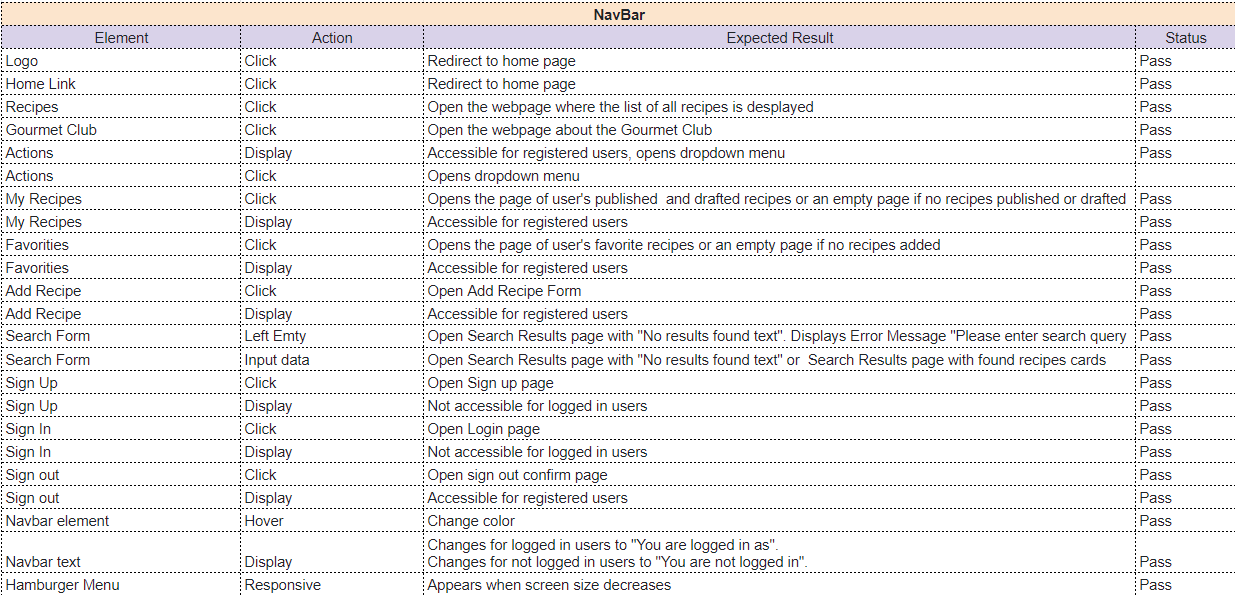 NavBar
Element Action Expected Result Status
Logo Click Redirect to home page Pass
Home Link Click Redirect to home page Pass
Recipes Click Open the webpage where the list of all recipes is desplayed Pass
Gourmet Club Click Open the webpage about the Gourmet Club Pass
Actions Display Accessible for registered users, opens dropdown menu Pass
Actions Click Opens dropdown menu
My Recipes Click Opens the page of user's published  and drafted recipes or an empty page if no recipes published or drafted Pass
My Recipes Display Accessible for registered users Pass
Favorities Click Opens the page of user's favorite recipes or an empty page if no recipes added Pass
Favorities Display Accessible for registered users Pass
Add Recipe Click Open Add Recipe Form Pass
Add Recipe Display Accessible for registered users Pass
Search Form Left Emty Open Search Results page with "No results found text". Displays Error Message "Please enter search query Pass
Search Form Input data Open Search Results page with "No results found text" or  Search Results page with found recipes cards Pass
Sign Up Click Open Sign up page Pass
Sign Up Display Not accessible for logged in users Pass
Sign In Click Open Login page Pass
Sign In Display Not accessible for logged in users Pass
Sign out Click Open sign out confirm page Pass
Sign out Display Accessible for registered users Pass
Navbar element Hover Change color Pass
Changes for logged in users to "You are logged in as".
Navbar text Display Changes for not logged in users to "You are not logged in". Pass
Hamburger Menu Responsive Appears when screen size decreases Pass